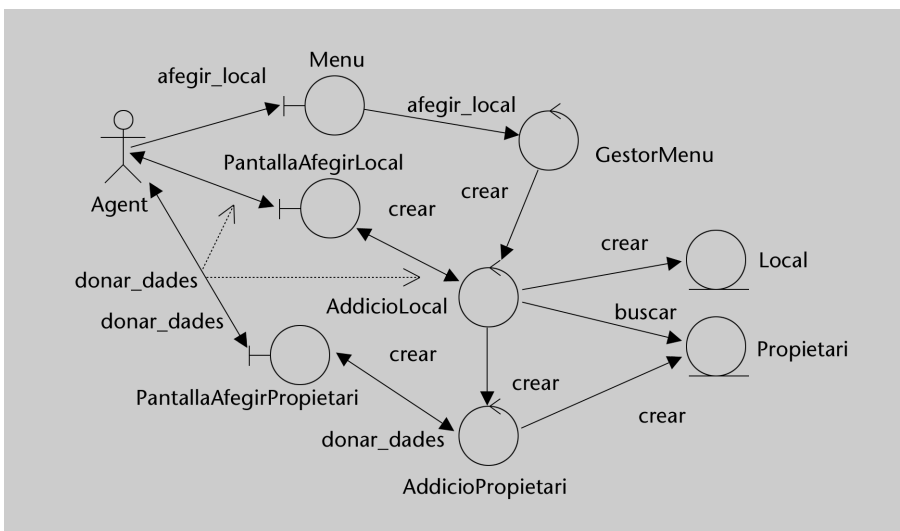 Menu
afegir_local
afegir_local
GestorMenu
PantallaAfegirLocal
Agent
crear
crear
crear
Local
donar_dades
AddicioLocal
buscar
donar_dades
Propietari
crear
crear
PantallaAfegirPropietari
crear
donar_dades
AddicioPropietari